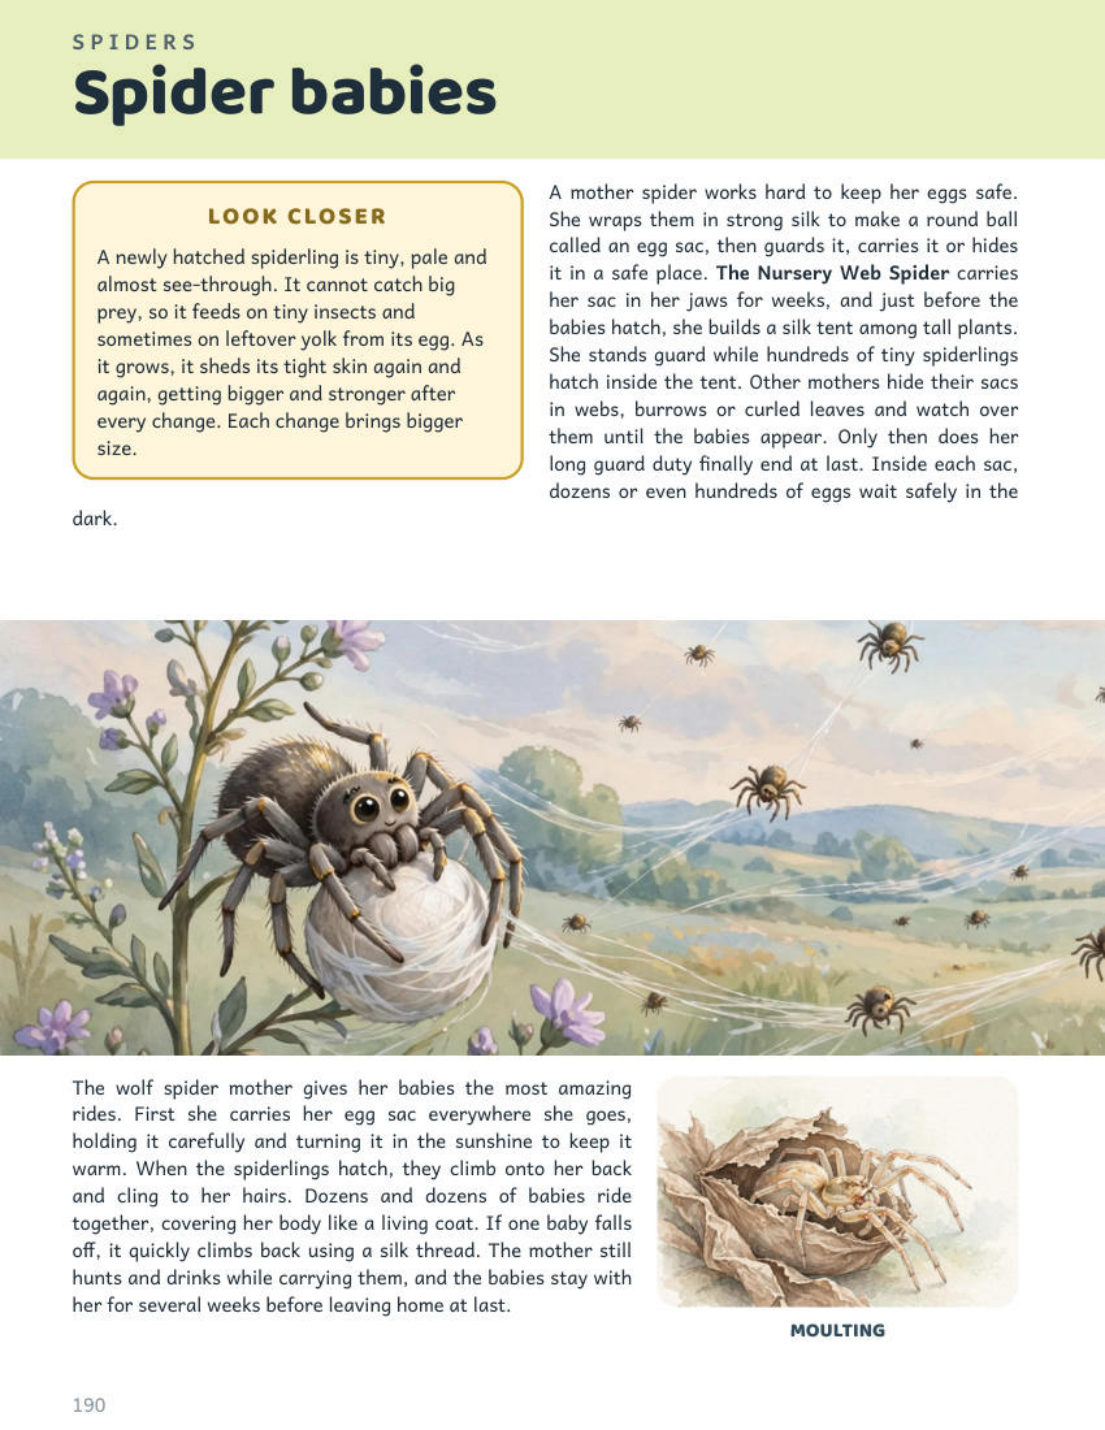 SPIDERS
Spider babies
LOOK CLOSER
A newly hatched spiderling is tiny, pale and
almost see-through. It cannot catch big
prey, so it feeds on tiny insects and
sometimes on leftover yolk from its egg. As
it grows, it sheds its tight skin again and
again, getting bigger and stronger after
every change. Each change brings bigger
size.
A mother spider works hard to keep her eggs safe.
She wraps them in strong silk to make a round ball
called an egg sac, then guards it, carries it or hides
it in a safe place. The Nursery Web Spider carries
her sac in her jaws for weeks, and just before the
babies hatch, she builds a silk tent among tall plants.
She stands guard while hundreds of tiny spiderlings
hatch inside the tent. Other mothers hide their sacs
in webs, burrows or curled leaves and watch over
them until the babies appear. Only then does her
long guard duty finally end at last. Inside each sac,
dozens or even hundreds of eggs wait safely in the
dark.
The wolf spider mother gives her babies the most amazing
rides. First she carries her egg sac everywhere she goes,
holding it carefully and turning it in the sunshine to keep it
warm. When the spiderlings hatch, they climb onto her back
and cling to her hairs. Dozens and dozens of babies ride
together, covering her body like a living coat. If one baby falls
off, it quickly climbs back using a silk thread. The mother still
hunts and drinks while carrying them, and the babies stay with
her for several weeks before leaving home at last.
MOULTING
190